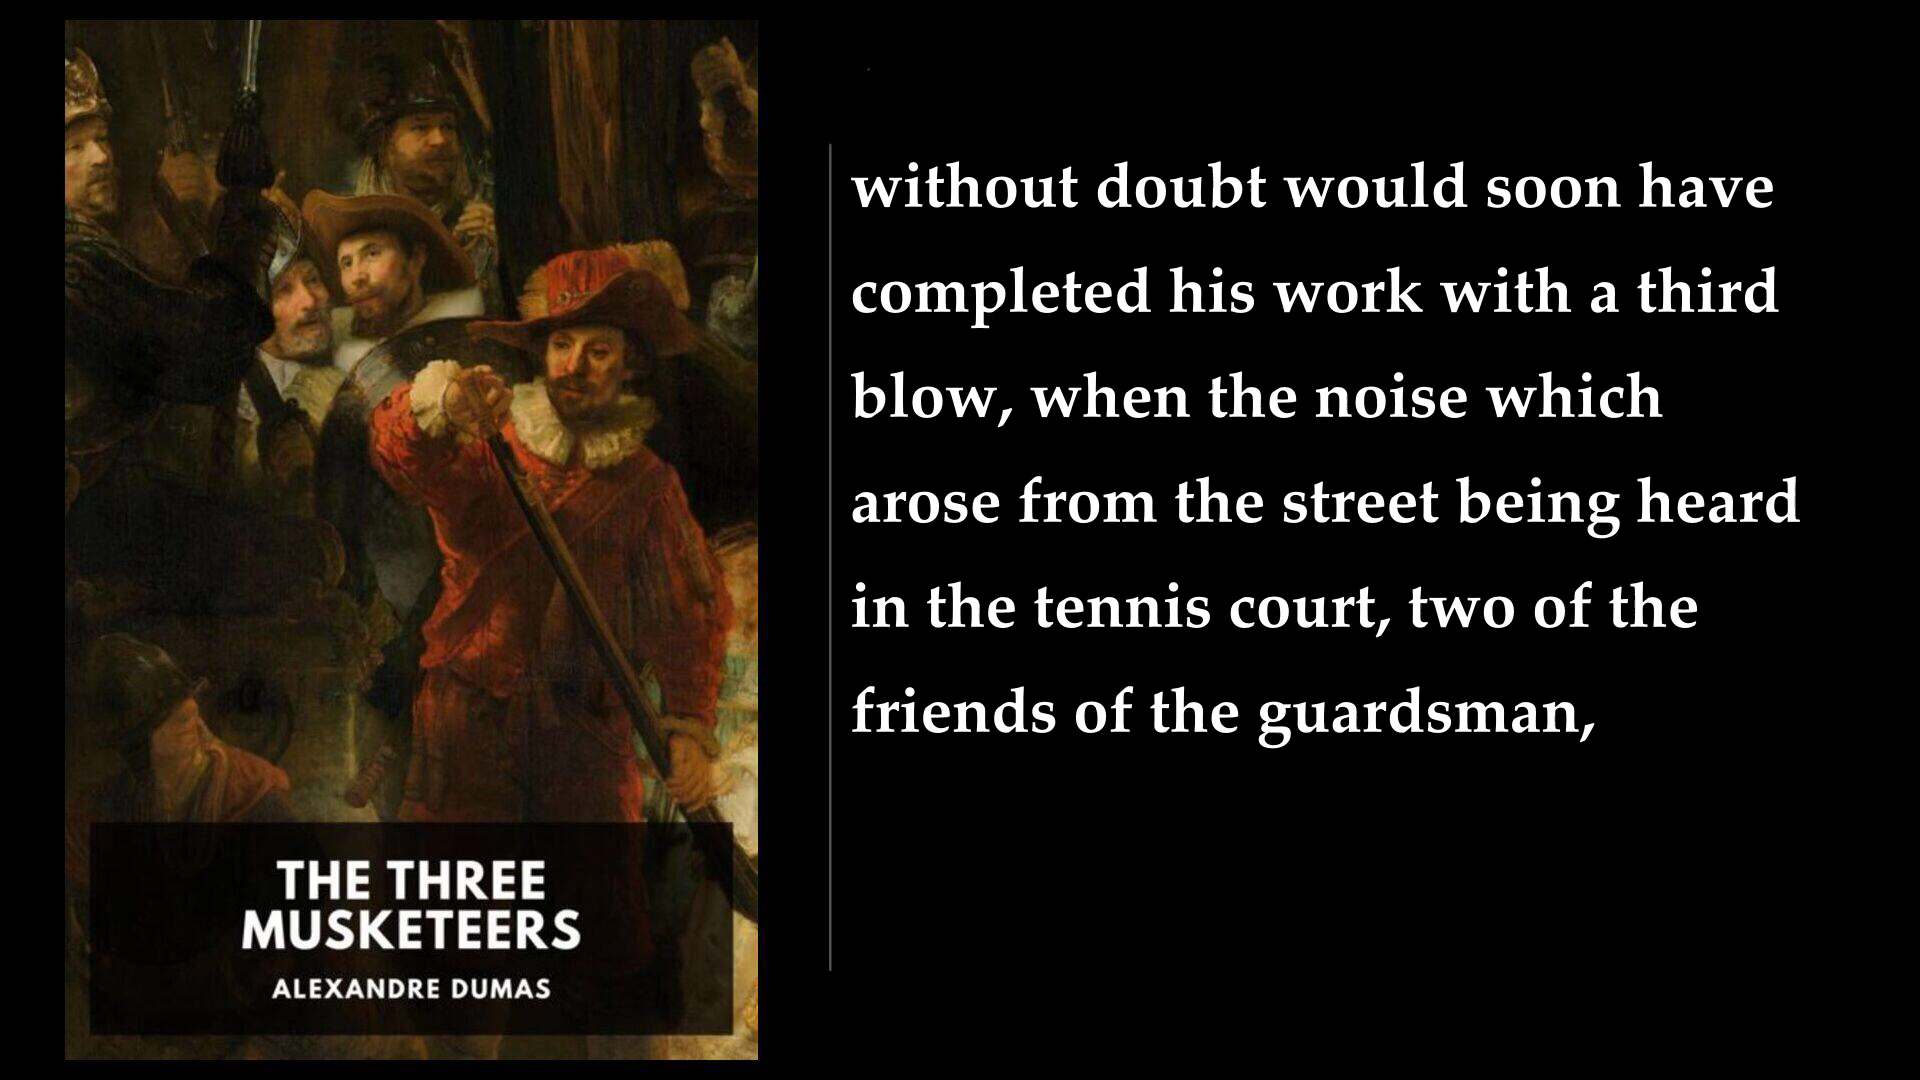 THE THREE
MUSKETEERS
ALEXANDRE DUMAS
without doubt would soon have
completed his work with a third
blow, when the noise which
arose from the street being heard
in the tennis court, two of the
friends of the guardsman,